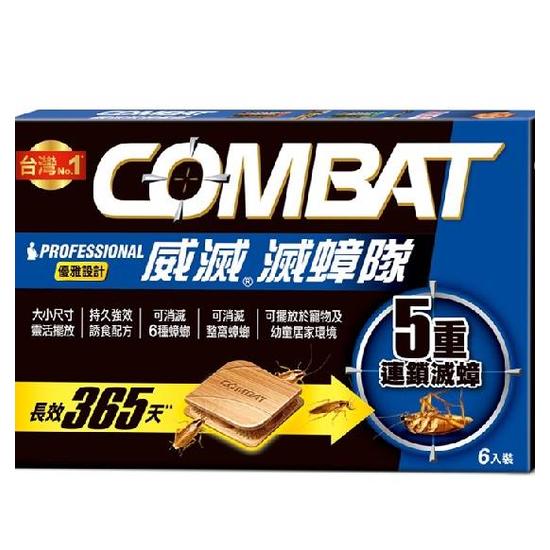 台灣No.1
COMBAT
PROFESSIONAL
優雅設計
威滅® 滅蟑隊
大小尺寸
靈活擺放
持久強效
誘食配方
可消滅
6種蟑螂
可消滅
整窩蟑螂
可擺放於寵物及
幼童居家環境
COMBAT
長效365天**
5重
連鎖滅蟑
6入裝